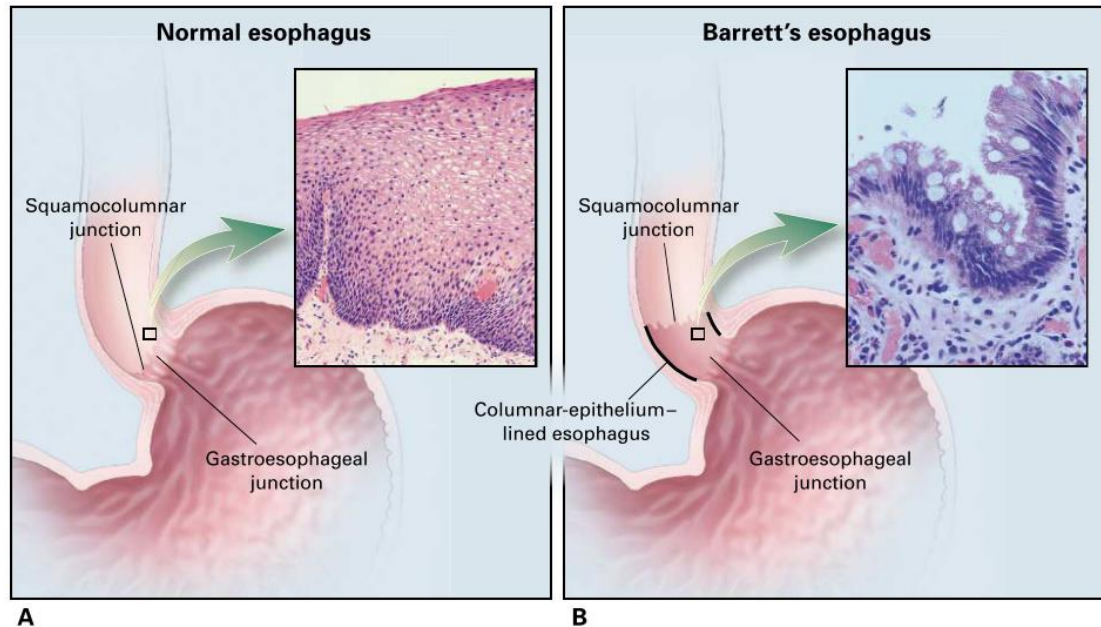 Normal esophagus
Squamocolumnar
junction
Gastroesophageal
junction
A
Barrett's esophagus
Squamocolumnar
junction
Columnar-epithelium–
lined esophagus
Gastroesophageal
junction
B